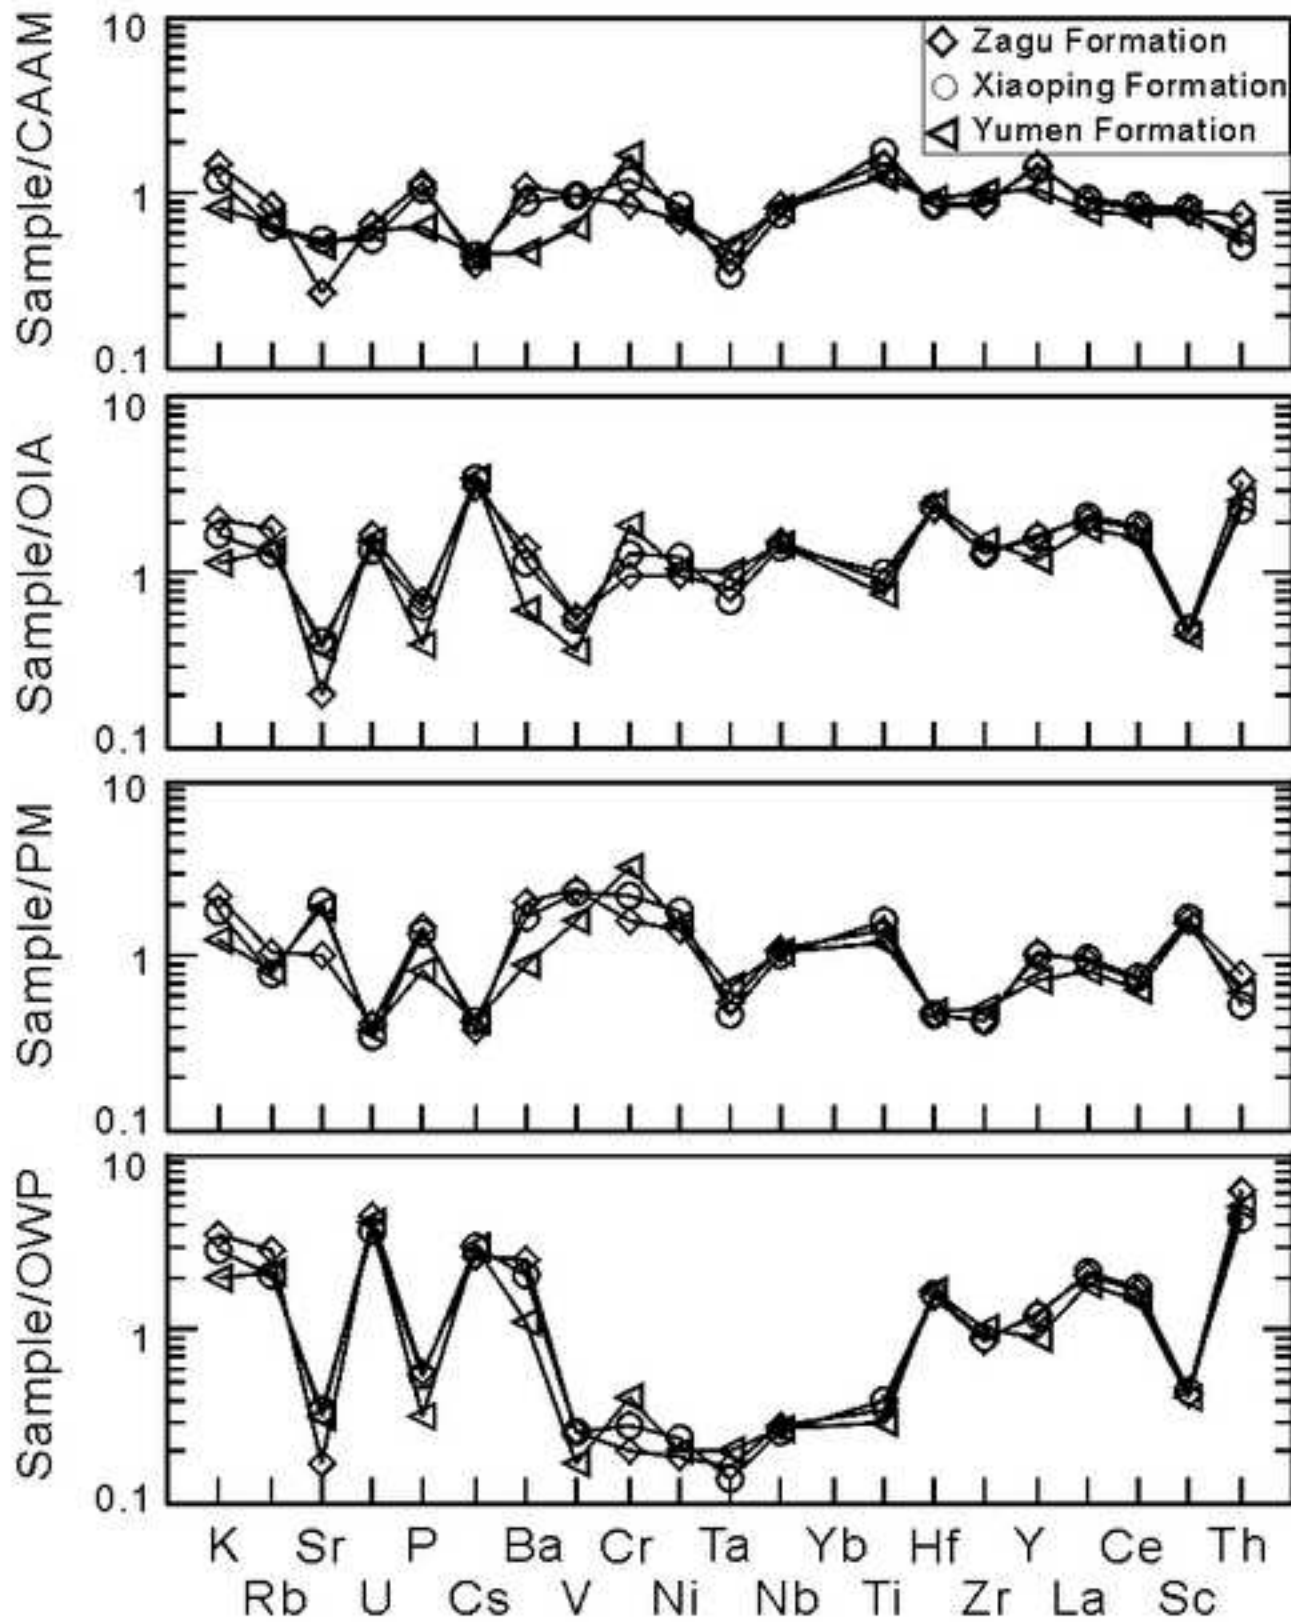 Sample/CAAM
10
1
0.1
Zagu Formation
Xiaoping Formation
Yumen Formation
Sample/OIA
10
1
0.1
Sample/PM
10
1
0.1
Sample/OWP
10
1
0.1
K Sr P Ba Cr Ta Yb Hf Y Ce Th
Rb U Cs V Ni Nb Ti Zr La Sc